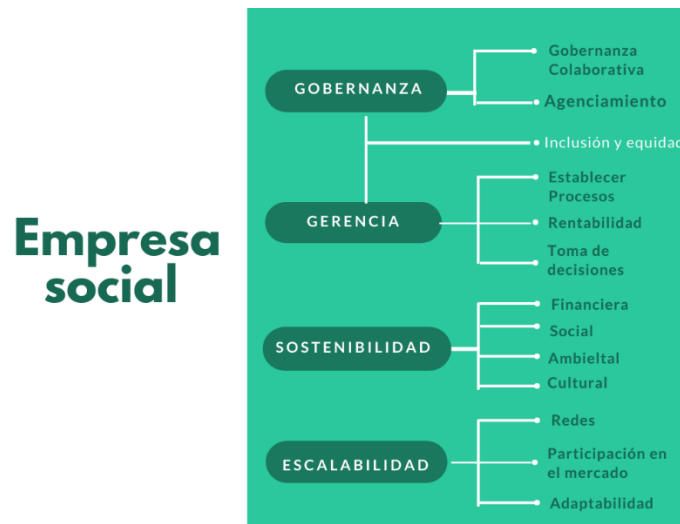 Empresa
social
GOBERNANZA
Gobernanza
Colaborativa
Agenciamiento
Inclusión y equidad
GERENCIA
Establecer
Procesos
Rentabilidad
Toma de
decisiones
SOSTENIBILIDAD
Financiera
Social
Ambieltal
Cultural
ESCALABILIDAD
Redes
Participación en
el mercado
Adaptabilidad